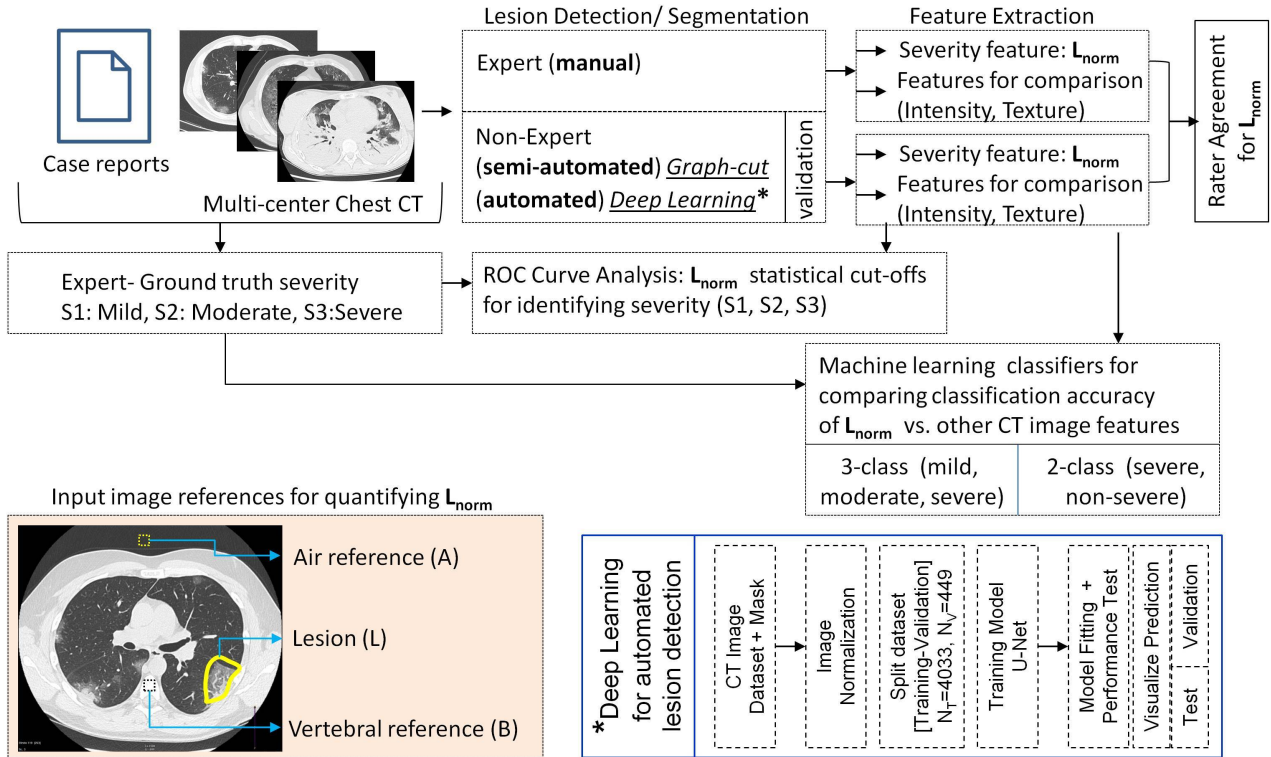 Lesion Detection/ Segmentation
Feature Extraction
Case reports
Multi-center Chest CT
Expert (manual)
Non-Expert
(semi-automated) Graph-cut
(automated) Deep Learning*
validation
Severity feature: Lnorm
Features for comparison
(Intensity, Texture)
Severity feature: Lnorm
Features for comparison
(Intensity, Texture)
Rater Agreement
for Lnorm
Expert- Ground truth severity
S1: Mild, S2: Moderate, S3:Severe
ROC Curve Analysis: Lnorm statistical cut-offs
for identifying severity (S1, S2, S3)
Machine learning classifiers for
comparing classification accuracy
of Lnorm vs. other CT image features
3-class (mild,
moderate, severe)
2-class (severe,
non-severe)
Input image references for quantifying Lnorm
Air reference (A)
Lesion (L)
Vertebral reference (B)
*Deep Learning
for automated
lesion detection
CT Image
Dataset + Mask
Image
Normalization
Split dataset
[Training-Validation]
NT=4033, NV=449
Training Model
U-Net
Model Fitting +
Performance Test
Visualize Prediction
Test
Validation